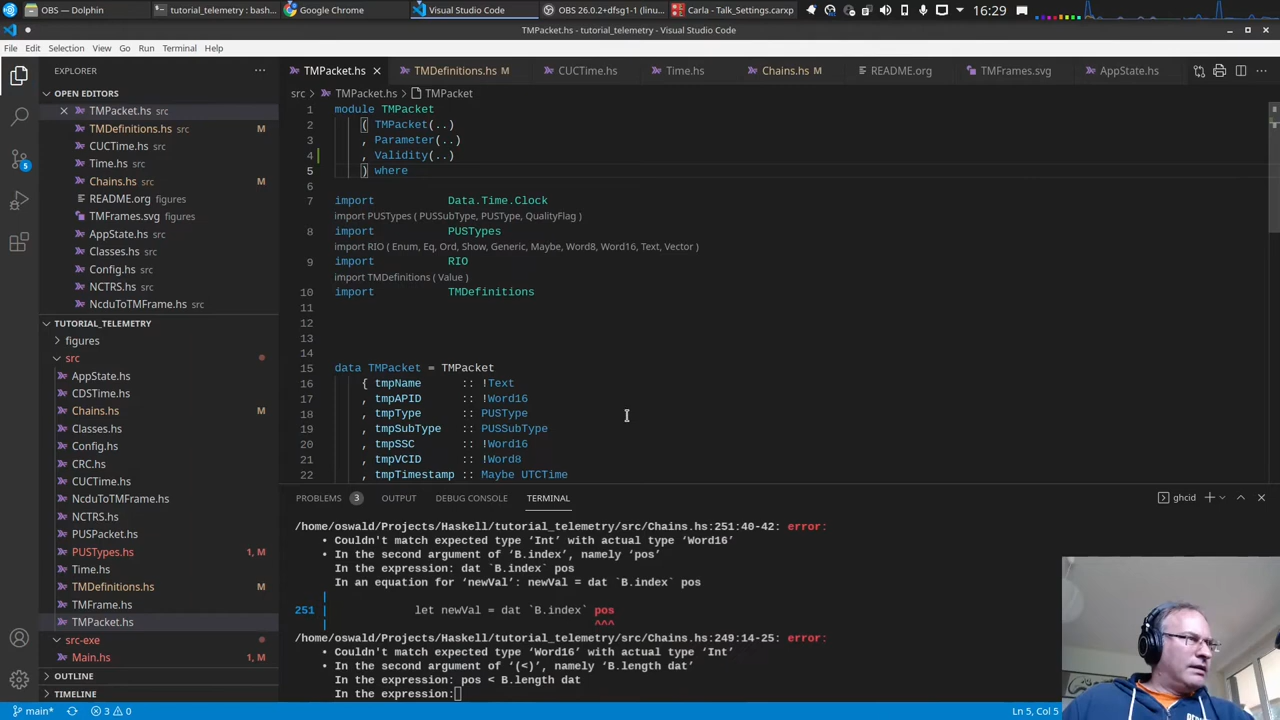 OBS — Dolphin
tutorial_telemetry : bash...
Google Chrome
Visual Studio Code
OBS 26.0.2+dfsg1-1 (linu...
Carla - Talk_Settings.carxp
16:29
TMPacket.hs - tutorial_telemetry - Visual Studio Code
File Edit Selection View Go Run Terminal Help
EXPLORER
TMPacket.hs
TMDefinitions.hs M
CUCTime.hs
Time.hs
Chains.hs M
README.org
TMFrames.svg
AppState.hs
OPEN EDITORS
TMPacket.hs src
TMDefinitions.hs src M
CUCTime.hs src
Time.hs src
Chains.hs src M
README.org figures
TMFrames.svg figures
AppState.hs src
Classes.hs src
Config.hs src
NCTRS.hs src
NcduToTMFrame.hs src
5
TUTORIAL_TELEMETRY
figures
src
AppState.hs
CDSTime.hs
Chains.hs M
Classes.hs
Config.hs
CRC.hs
CUCTime.hs
NcduToTMFrame.hs
NCTRS.hs
PUSPacket.hs
PUSTypes.hs 1, M
Time.hs
TMDefinitions.hs M
TMFrame.hs
TMPacket.hs
src-exe
Main.hs 1, M
OUTLINE
TIMELINE
src > TMPacket.hs > TMPacket
1 module TMPacket
2 ( TMPacket(..)
3 , Parameter(..)
4 , Validity(..)
5 ) where
6
7 import Data.Time.Clock
import PUSTypes ( PUSSubType, PUSType, QualityFlag )
8 import PUSTypes
import RIO ( Enum, Eq, Ord, Show, Generic, Maybe, Word8, Word16, Text, Vector )
9 import RIO
import TMDefinitions ( Value )
10 import TMDefinitions
11
12
13
14
15 data TMPacket = TMPacket
16 { tmpName :: !Text
17 , tmpAPID :: !Word16
18 , tmpType :: PUSType
19 , tmpSubType :: PUSSubType
20 , tmpSSC :: !Word16
21 , tmpVCID :: !Word8
22 , tmpTimestamp :: Maybe UTCTime
PROBLEMS 3 OUTPUT DEBUG CONSOLE TERMINAL
ghcid
/home/oswald/Projects/Haskell/tutorial_telemetry/src/Chains.hs:251:40-42: error:
• Couldn't match expected type ‘Int’ with actual type ‘Word16’
• In the second argument of ‘B.index’, namely ‘pos’
In the expression: dat `B.index` pos
In an equation for ‘newVal’: newVal = dat `B.index` pos
|
251 | let newVal = dat `B.index` pos
| ^^^
/home/oswald/Projects/Haskell/tutorial_telemetry/src/Chains.hs:249:14-25: error:
• Couldn't match expected type ‘Word16’ with actual type ‘Int’
• In the second argument of ‘(<)’, namely ‘B.length dat’
In the expression: pos < B.length dat
In the expression:
main* 3 0
Ln 5, Col 5